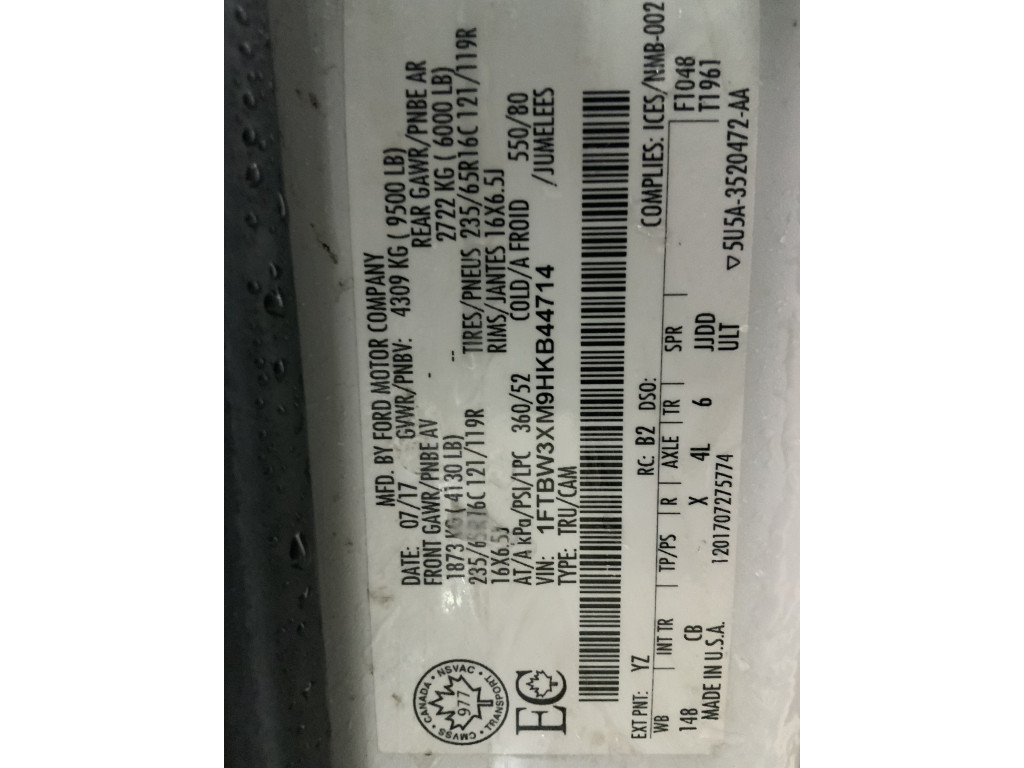 MFD. BY FORD MOTOR COMPANY
DATE: 07/17 GVWR/PNBV: 4309 KG ( 9500 LB)
FRONT GAWR/PNBE AV - REAR GAWR/PNBE AR
1873 KG ( 4130 LB) -- 2722 KG ( 6000 LB)
235/65R16C 121/119R TIRES/PNEUS 235/65R16C 121/119R
16X6.5J RIMS/JANTES 16X6.5J
AT/A kPa/PSI/LPC 360/52 COLD/A FROID 550/80
VIN: 1FTBW3XM9HKB44714 /JUMELEES
TYPE: TRU/CAM
CANADA • NSVAC • TRANSPORT • CMVSS •
977
EC
EXT PNT: YZ RC: B2 DSO: COMPLIES: ICES/NMB-002
WB INT TR TP/PS R AXLE TR SPR F1048
148 CB X 4L 6 JJDD T1961
MADE IN U.S.A. ULT
1201707275774 ▽ 5U5A-3520472-AA